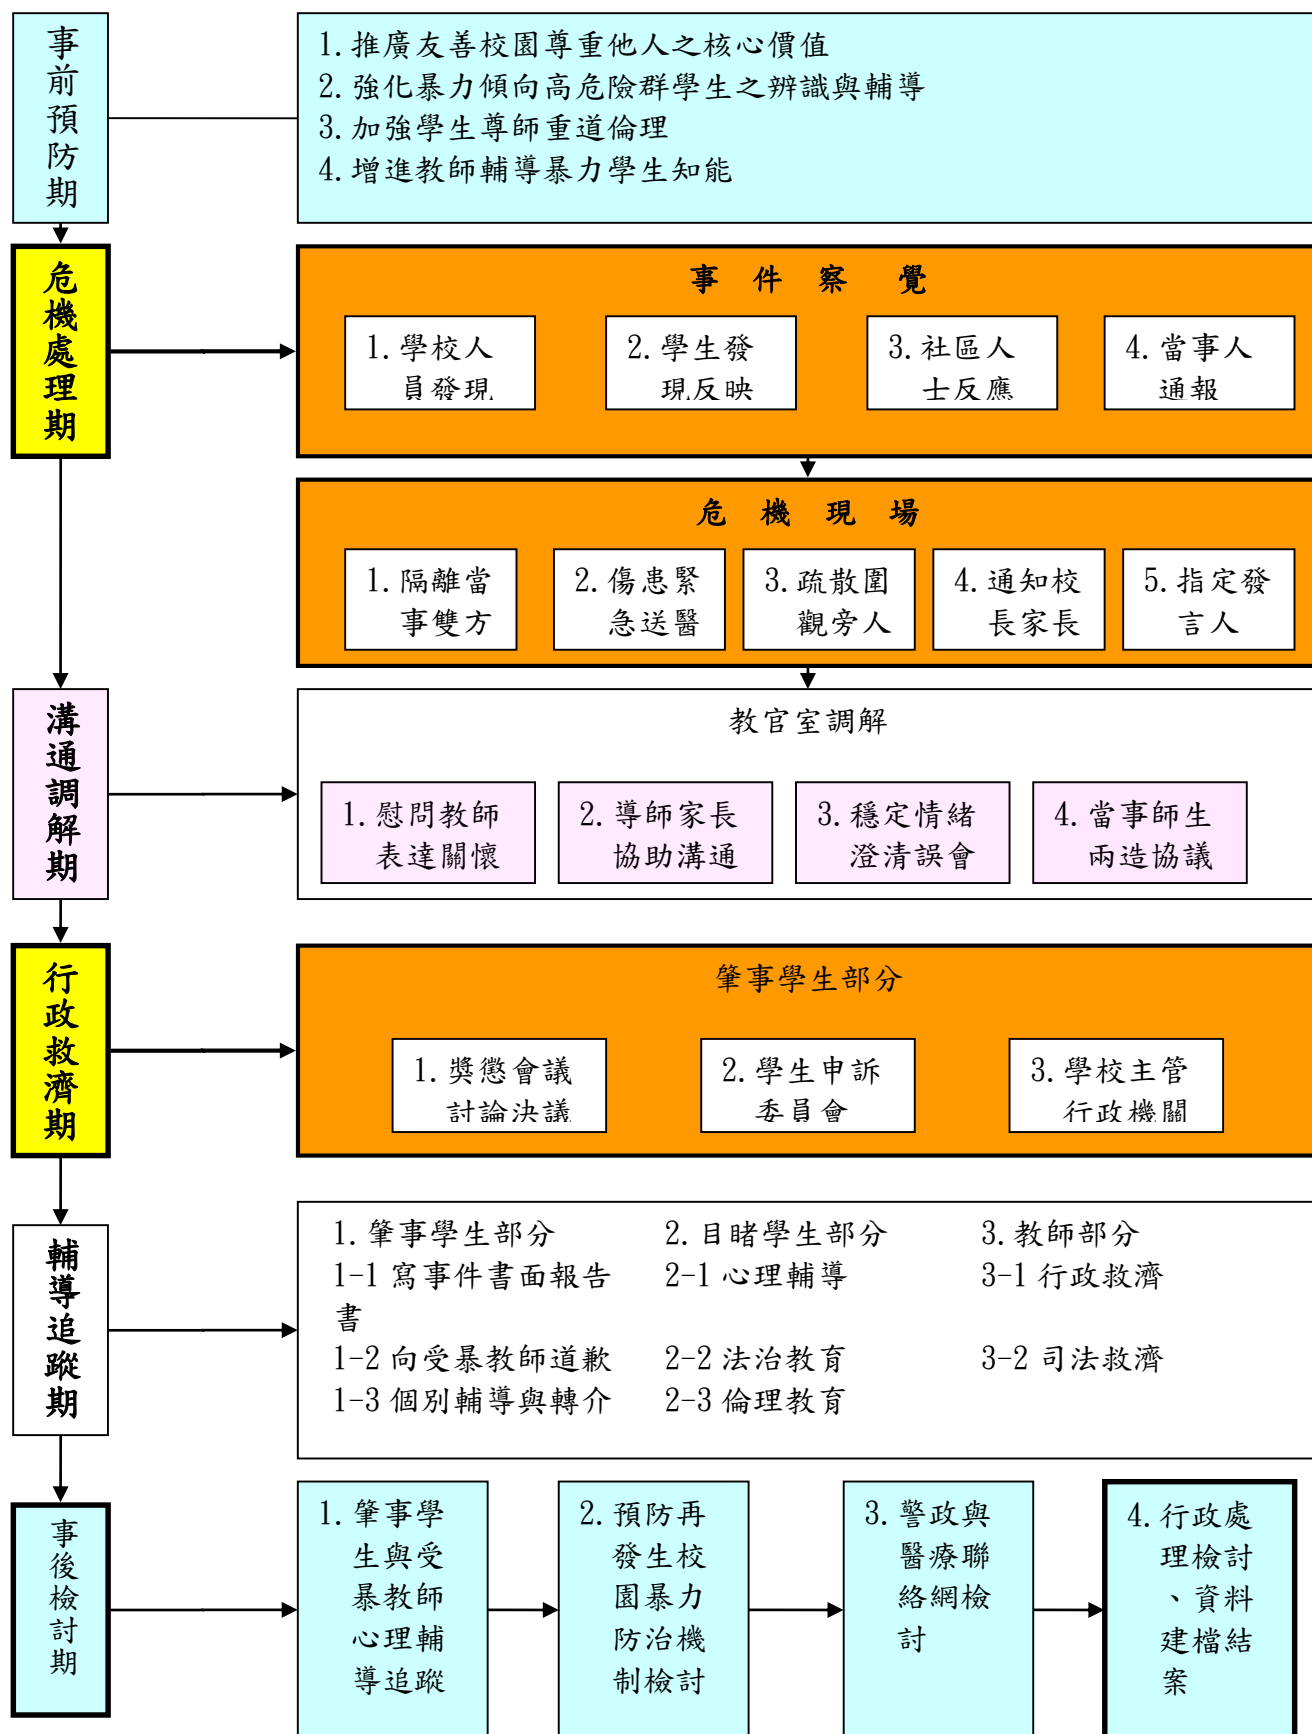 事前預防期
1.推廣友善校園尊重他人之核心價值
2.強化暴力傾向高危險群學生之辨識與輔導
3.加強學生尊師重道倫理
4.增進教師輔導暴力學生知能
危機處理期
事件察覺
1.學校人
員發現
2.學生發
現反映
3.社區人
士反應
4.當事人
通報
危機現場
1.隔離當
事雙方
2.傷患緊
急送醫
3.疏散圍
觀旁人
4.通知校
長家長
5.指定發
言人
溝通調解期
教官室調解
1.慰問教師
表達關懷
2.導師家長
協助溝通
3.穩定情緒
澄清誤會
4.當事師生
兩造協議
行政救濟期
肇事學生部分
1.獎懲會議
討論決議
2.學生申訴
委員會
3.學校主管
行政機關
輔導追蹤期
1.肇事學生部分 2.目睹學生部分 3.教師部分
1-1 寫事件書面報告 2-1 心理輔導 3-1 行政救濟
書
1-2 向受暴教師道歉 2-2 法治教育 3-2 司法救濟
1-3 個別輔導與轉介 2-3 倫理教育
事後檢討期
1.肇事學
生與受
暴教師
心理輔
導追蹤
2.預防再
發生校
園暴力
防治機
制檢討
3.警政與
醫療聯
絡網檢
討
4.行政處
理檢討
、資料
建檔結
案